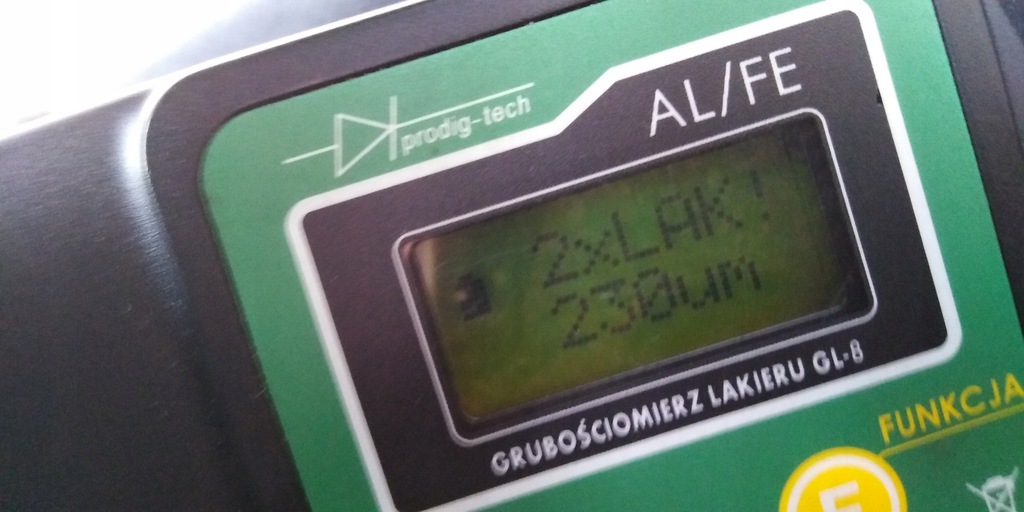 prodig-tech
AL/FE
2xLAK!
230um
GRUBOŚCIOMIERZ LAKIERU GL-8
FUNKCJA
F